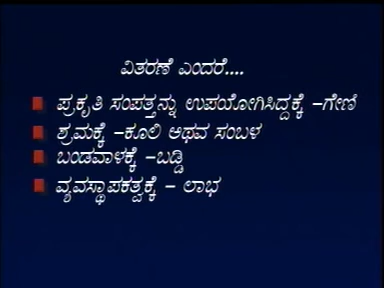 ವಿತರಣೆ ಎಂದರೆ....
ಪ್ರಕೃತಿ ಸಂಪತ್ತನ್ನು ಉಪಯೋಗಿಸಿದ್ದಕ್ಕೆ -ಗೇಣಿ
ಶ್ರಮಕ್ಕೆ -ಕೂಲಿ ಅಥವ ಸಂಬಳ
ಬಂಡವಾಳಕ್ಕೆ -ಬಡ್ಡಿ
ವ್ಯವಸ್ಥಾಪಕತ್ವಕ್ಕೆ - ಲಾಭ